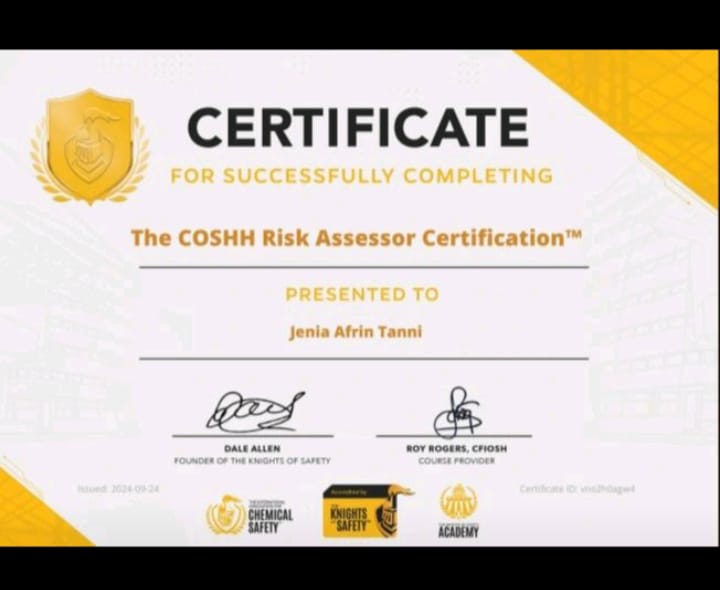 CERTIFICATE
FOR SUCCESSFULLY COMPLETING
The COSHH Risk Assessor Certification™
PRESENTED TO
Jenia Afrin Tanni
DALE ALLEN
FOUNDER OF THE KNIGHTS OF SAFETY
ROY ROGERS, CFIOSH
COURSE PROVIDER
Issued: 2024-09-24
Certificate ID:
CHEMICAL
SAFETY
Accredited by
KNIGHTS
SAFETY
ACADEMY